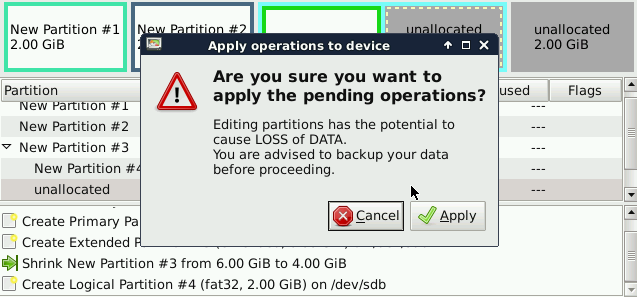 New Partition #1
2.00 GiB
New Partition #2
2.00 GiB
unallocated
unallocated
2.00 GiB
Apply operations to device
Are you sure you want to
apply the pending operations?
Editing partitions has the potential to
cause LOSS of DATA.
You are advised to backup your data
before proceeding.
Cancel
Apply
Partition
used
Flags
New Partition #1
---
New Partition #2
---
New Partition #3
---
New Partition #4
---
unallocated
---
Create Primary Pa
Create Extended P
Shrink New Partition #3 from 6.00 GiB to 4.00 GiB
Create Logical Partition #4 (fat32, 2.00 GiB) on /dev/sdb